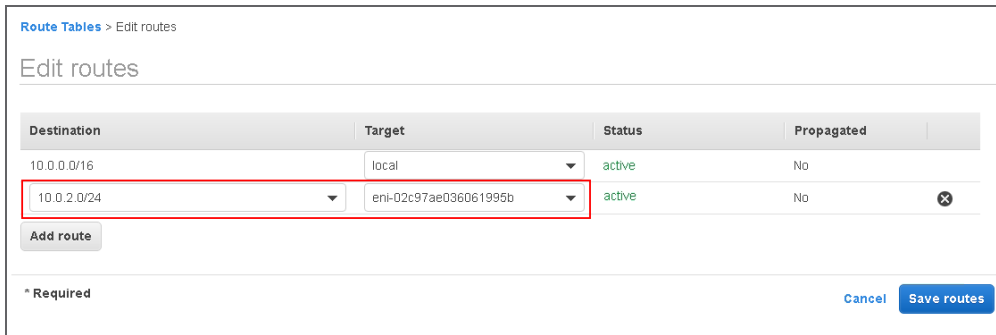 Route Tables > Edit routes
Edit routes
Destination Target Status Propagated
10.0.0.0/16 local active No
10.0.2.0/24 eni-02c97ae036061995b active No
Add route
* Required
Cancel Save routes